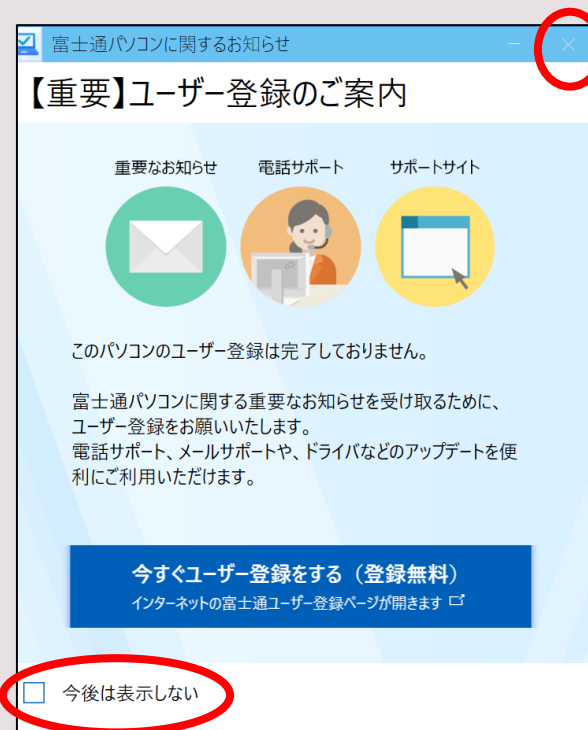 富士通パソコンに関するお知らせ
【重要】ユーザー登録のご案内
重要なお知らせ 電話サポート サポートサイト
このパソコンのユーザー登録は完了しておりません。
富士通パソコンに関する重要なお知らせを受け取るために、
ユーザー登録をお願いいたします。
電話サポート、メールサポートや、ドライバなどのアップデートを便
利にご利用いただけます。
今すぐユーザー登録をする（登録無料）
インターネットの富士通ユーザー登録ページが開きます
今後は表示しない